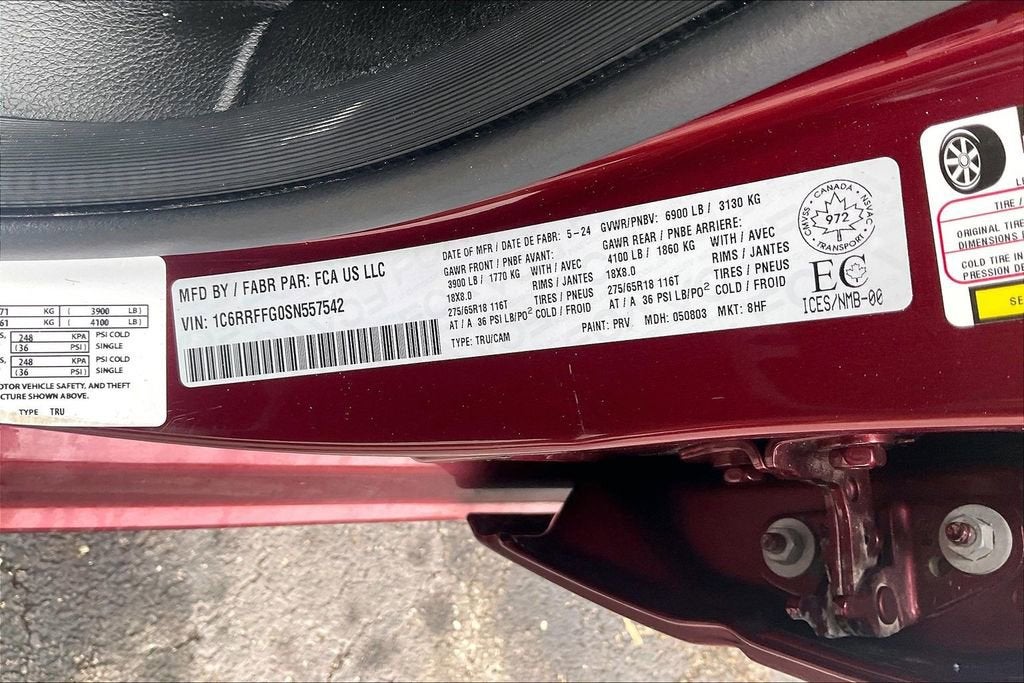 71 KG ( 3900 LB)
61 KG ( 4100 LB)
S, 248 KPA PSI COLD
(36 PSI) SINGLE
S, 248 KPA PSI COLD
(36 PSI) SINGLE
OTOR VEHICLE SAFETY, AND THEFT
CTURE SHOWN ABOVE.
TYPE TRU
MFD BY / FABR PAR: FCA US LLC
VIN: 1C6RRFFG0SN557542
DATE OF MFR / DATE DE FABR: 5-24 GVWR/PNBV: 6900 LB / 3130 KG
GAWR FRONT / PNBF AVANT: GAWR REAR / PNBE ARRIERE:
3900 LB / 1770 KG WITH / AVEC 4100 LB / 1860 KG WITH / AVEC
18X8.0 RIMS / JANTES 18X8.0 RIMS / JANTES
275/65R18 116T TIRES / PNEUS 275/65R18 116T TIRES / PNEUS
AT / A 36 PSI LB/PO² COLD / FROID AT / A 36 PSI LB/PO² COLD / FROID
TYPE: TRU/CAM PAINT: PRV MDH: 050803 MKT: 8HF
CANADA
CMVSS 972 NSVAC
TRANSPORT
EC
ICES/NMB-00
TIRE /
ORIGINAL TIRE
DIMENSIONS
COLD TIRE IN
PRESSION DE
SE